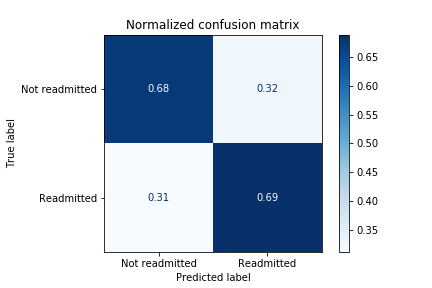 Normalized confusion matrix
True label
Not readmitted
0.68
0.32
Readmitted
0.31
0.69
Not readmitted
Readmitted
Predicted label
0.65
0.60
0.55
0.50
0.45
0.40
0.35